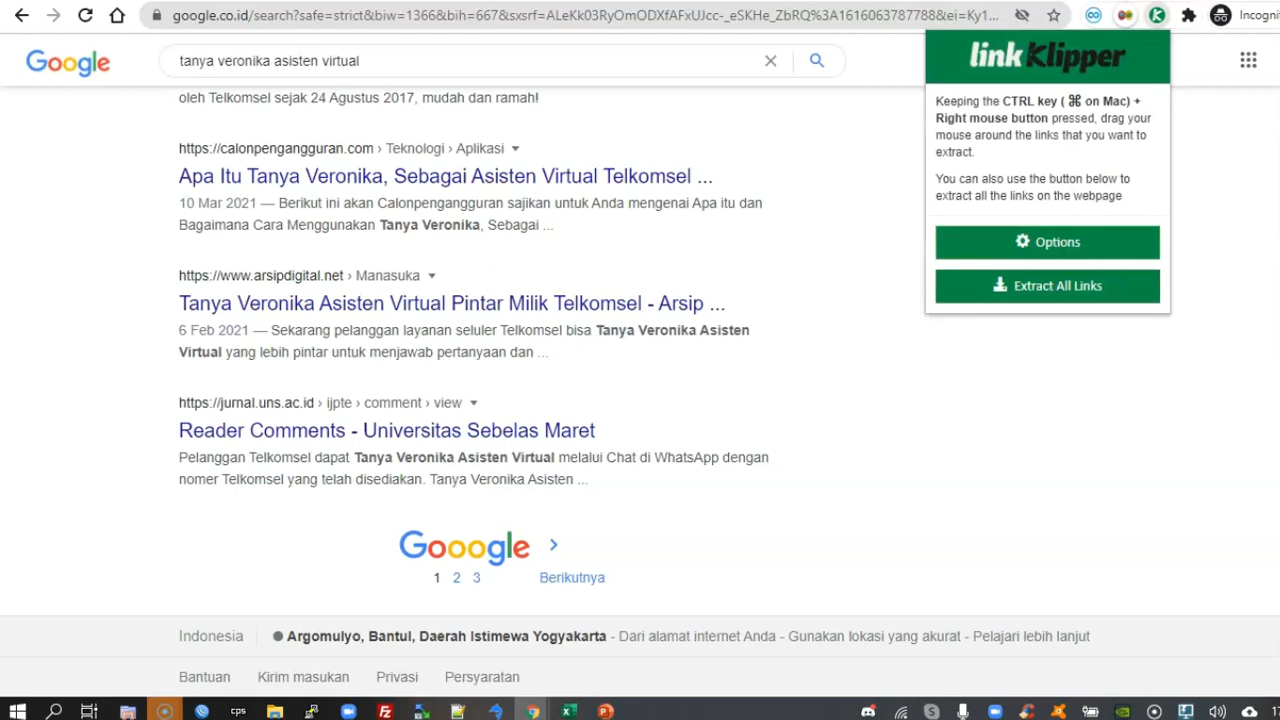 google.co.id/search?safe=strict&biw=1366&bih=667&sxsrf=ALeKk03RyOmODXfAFxUJcc-_eSKHe_ZbRQ%3A1616063787788&ei=Ky1...
Incogni
Google
tanya veronika asisten virtual
oleh Telkomsel sejak 24 Agustus 2017, mudah dan ramah!
https://calonpengangguran.com › Teknologi › Aplikasi
Apa Itu Tanya Veronika, Sebagai Asisten Virtual Telkomsel ...
10 Mar 2021 — Berikut ini akan Calonpengangguran sajikan untuk Anda mengenai Apa itu dan
Bagaimana Cara Menggunakan Tanya Veronika, Sebagai ...
https://www.arsipdigital.net › Manasuka
Tanya Veronika Asisten Virtual Pintar Milik Telkomsel - Arsip ...
6 Feb 2021 — Sekarang pelanggan layanan seluler Telkomsel bisa Tanya Veronika Asisten
Virtual yang lebih pintar untuk menjawab pertanyaan dan ...
https://jurnal.uns.ac.id › ijpte › comment › view
Reader Comments - Universitas Sebelas Maret
Pelanggan Telkomsel dapat Tanya Veronika Asisten Virtual melalui Chat di WhatsApp dengan
nomer Telkomsel yang telah disediakan. Tanya Veronika Asisten ...
Gooogle
1 2 3 Berikutnya
Indonesia
Argomulyo, Bantul, Daerah Istimewa Yogyakarta - Dari alamat internet Anda - Gunakan lokasi yang akurat - Pelajari lebih lanjut
Bantuan Kirim masukan Privasi Persyaratan
link Klipper
Keeping the CTRL key ( ⌘ on Mac) +
Right mouse button pressed, drag your
mouse around the links that you want to
extract.
You can also use the button below to
extract all the links on the webpage
Options
Extract All Links
cps